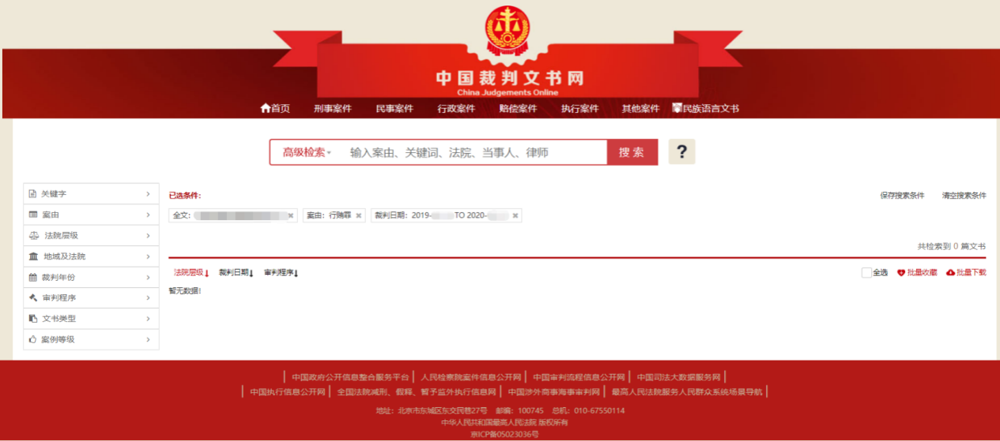 中国裁判文书网
China Judgements Online
首页 刑事案件 民事案件 行政案件 赔偿案件 执行案件 其他案件 民族语言文书
高级检索 输入案由、关键词、法院、当事人、律师 搜索 ?
关键字
案由
法院层级
地域及法院
裁判年份
审判程序
文书类型
案例等级
已选条件: 保存搜索条件 清空搜索条件
全文: × 案由: 行贿罪 × 裁判日期: 2019- TO 2020- ×
共检索到 0 篇文书
法院层级 裁判日期 审判程序 全选 批量收藏 批量下载
暂无数据!
中国政府公开信息整合服务平台 | 人民检察院案件信息公开网 | 中国审判流程信息公开网 | 中国司法大数据服务网 |
中国执行信息公开网 | 全国法院减刑、假释、暂予监外执行信息网 | 中国涉外商事海事审判网 | 最高人民法院服务人民群众系统场景导航 |
地址: 北京市东城区东交民巷27号 邮编: 100745 总机: 010-67550114
中华人民共和国最高人民法院 版权所有
京ICP备05023036号